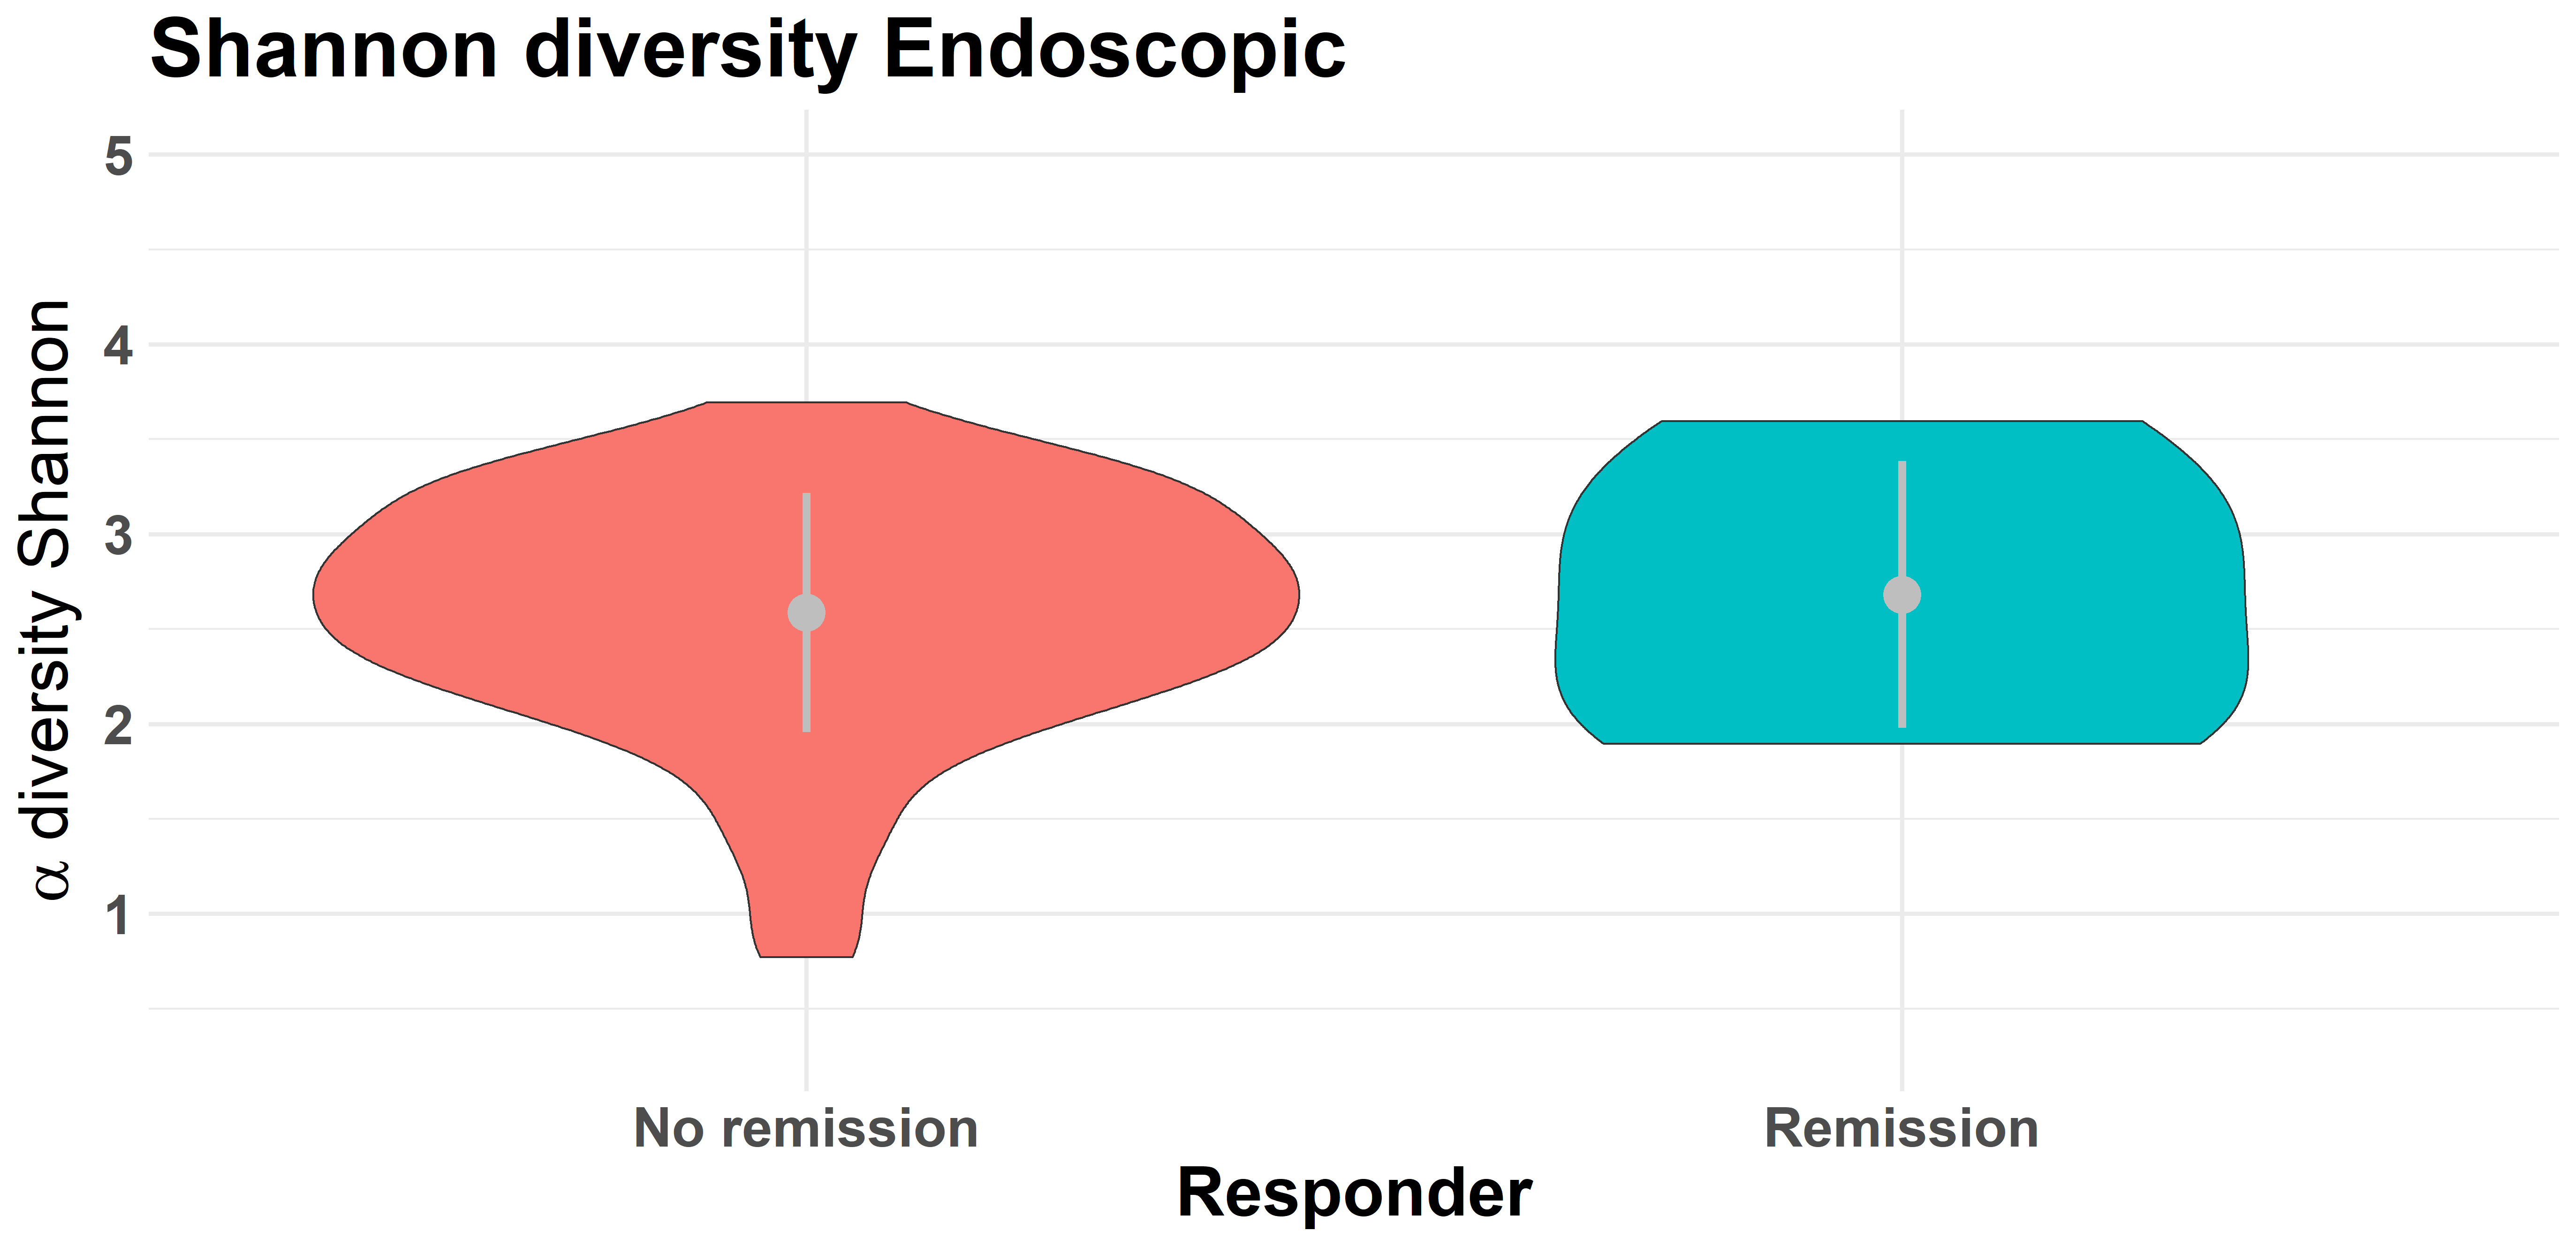 Shannon diversity Endoscopic
α diversity Shannon
5
4
3
2
1
No remission
Remission
Responder